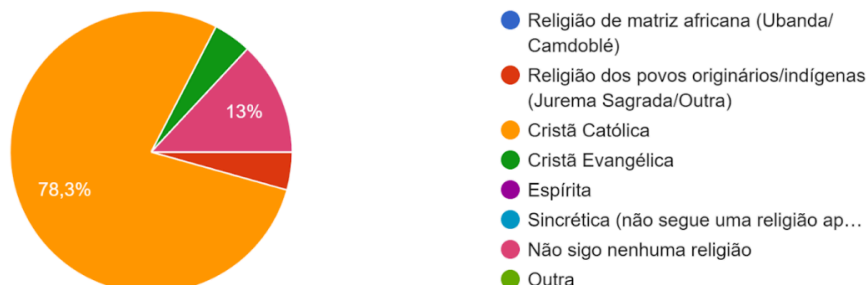 78,3%
13%
Religião de matriz africana (Ubanda/
Camdoblé)
Religião dos povos originários/indígenas
(Jurema Sagrada/Outra)
Cristã Católica
Cristã Evangélica
Espírita
Sincrética (não segue uma religião ap…
Não sigo nenhuma religião
Outra